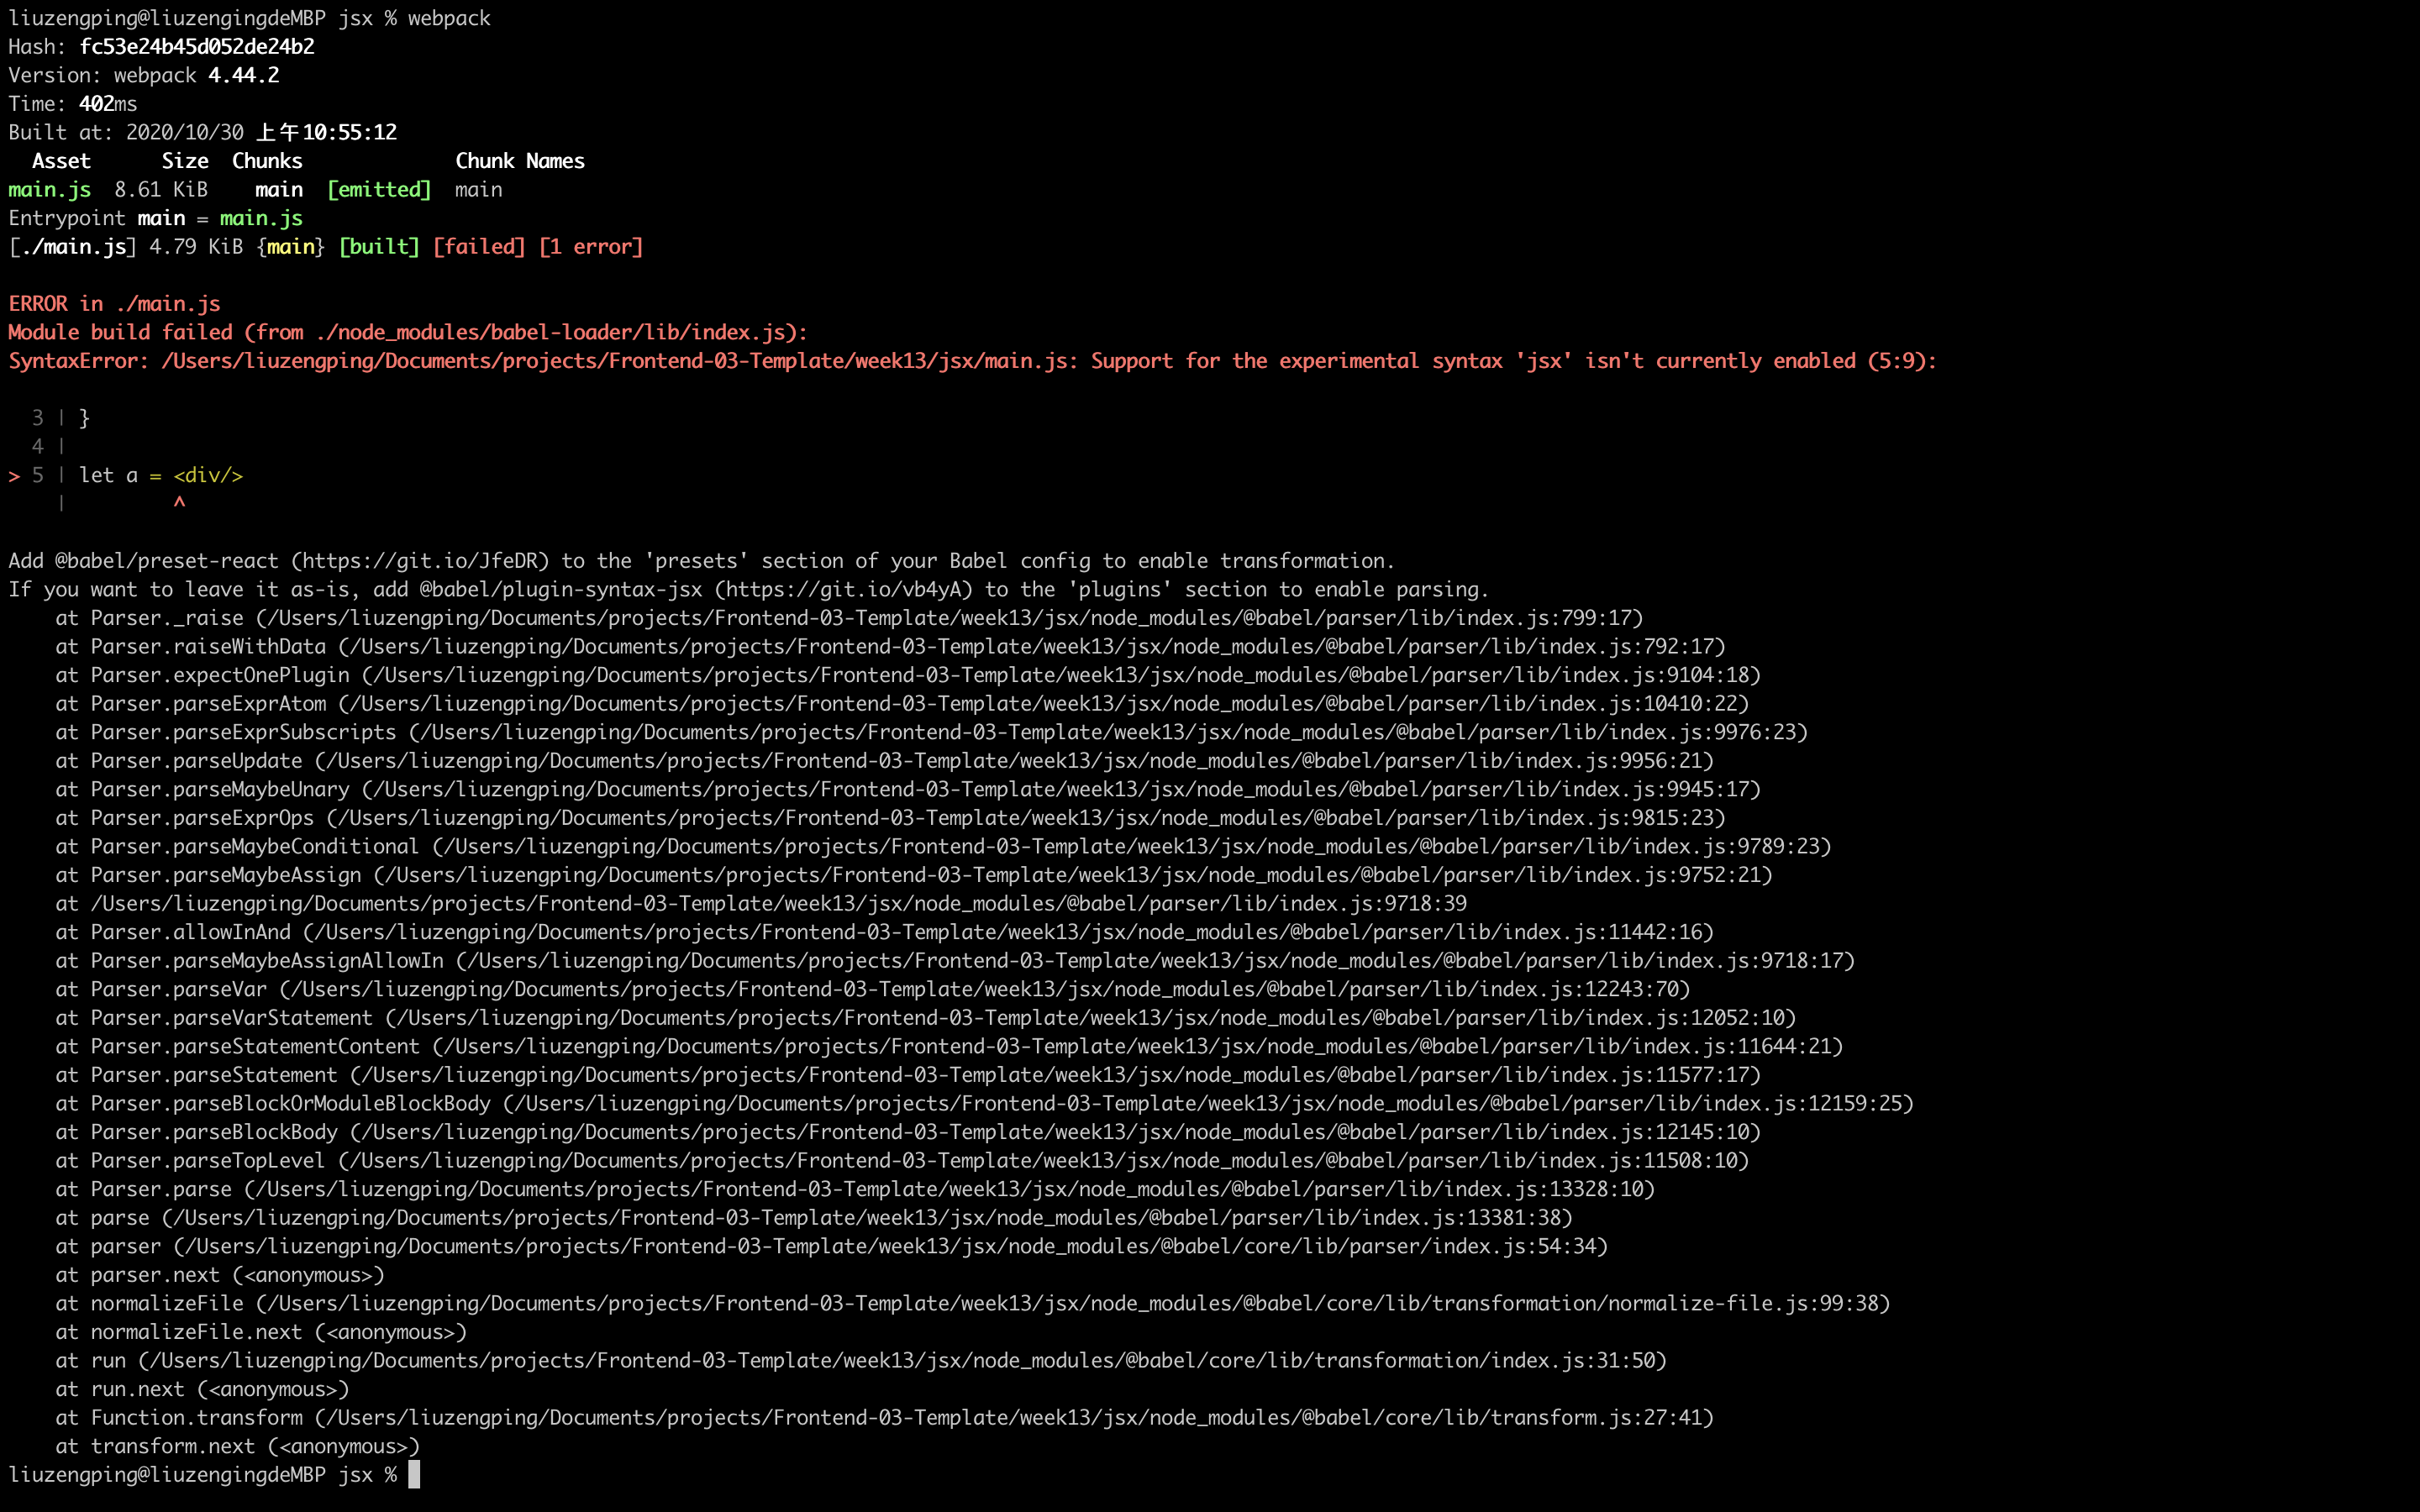 liuzengping@liuzengingdeMBP jsx % webpack
Hash: fc53e24b45d052de24b2
Version: webpack 4.44.2
Time: 402ms
Built at: 2020/10/30 上午10:55:12
  Asset      Size  Chunks             Chunk Names
main.js  8.61 KiB    main  [emitted]  main
Entrypoint main = main.js
[./main.js] 4.79 KiB {main} [built] [failed] [1 error]

ERROR in ./main.js
Module build failed (from ./node_modules/babel-loader/lib/index.js):
SyntaxError: /Users/liuzengping/Documents/projects/Frontend-03-Template/week13/jsx/main.js: Support for the experimental syntax 'jsx' isn't currently enabled (5:9):

  3 | }
  4 |
> 5 | let a = <div/>
    |         ^

Add @babel/preset-react (https://git.io/JfeDR) to the 'presets' section of your Babel config to enable transformation.
If you want to leave it as-is, add @babel/plugin-syntax-jsx (https://git.io/vb4yA) to the 'plugins' section to enable parsing.
    at Parser._raise (/Users/liuzengping/Documents/projects/Frontend-03-Template/week13/jsx/node_modules/@babel/parser/lib/index.js:799:17)
    at Parser.raiseWithData (/Users/liuzengping/Documents/projects/Frontend-03-Template/week13/jsx/node_modules/@babel/parser/lib/index.js:792:17)
    at Parser.expectOnePlugin (/Users/liuzengping/Documents/projects/Frontend-03-Template/week13/jsx/node_modules/@babel/parser/lib/index.js:9104:18)
    at Parser.parseExprAtom (/Users/liuzengping/Documents/projects/Frontend-03-Template/week13/jsx/node_modules/@babel/parser/lib/index.js:10410:22)
    at Parser.parseExprSubscripts (/Users/liuzengping/Documents/projects/Frontend-03-Template/week13/jsx/node_modules/@babel/parser/lib/index.js:9976:23)
    at Parser.parseUpdate (/Users/liuzengping/Documents/projects/Frontend-03-Template/week13/jsx/node_modules/@babel/parser/lib/index.js:9956:21)
    at Parser.parseMaybeUnary (/Users/liuzengping/Documents/projects/Frontend-03-Template/week13/jsx/node_modules/@babel/parser/lib/index.js:9945:17)
    at Parser.parseExprOps (/Users/liuzengping/Documents/projects/Frontend-03-Template/week13/jsx/node_modules/@babel/parser/lib/index.js:9815:23)
    at Parser.parseMaybeConditional (/Users/liuzengping/Documents/projects/Frontend-03-Template/week13/jsx/node_modules/@babel/parser/lib/index.js:9789:23)
    at Parser.parseMaybeAssign (/Users/liuzengping/Documents/projects/Frontend-03-Template/week13/jsx/node_modules/@babel/parser/lib/index.js:9752:21)
    at /Users/liuzengping/Documents/projects/Frontend-03-Template/week13/jsx/node_modules/@babel/parser/lib/index.js:9718:39
    at Parser.allowInAnd (/Users/liuzengping/Documents/projects/Frontend-03-Template/week13/jsx/node_modules/@babel/parser/lib/index.js:11442:16)
    at Parser.parseMaybeAssignAllowIn (/Users/liuzengping/Documents/projects/Frontend-03-Template/week13/jsx/node_modules/@babel/parser/lib/index.js:9718:17)
    at Parser.parseVar (/Users/liuzengping/Documents/projects/Frontend-03-Template/week13/jsx/node_modules/@babel/parser/lib/index.js:12243:70)
    at Parser.parseVarStatement (/Users/liuzengping/Documents/projects/Frontend-03-Template/week13/jsx/node_modules/@babel/parser/lib/index.js:12052:10)
    at Parser.parseStatementContent (/Users/liuzengping/Documents/projects/Frontend-03-Template/week13/jsx/node_modules/@babel/parser/lib/index.js:11644:21)
    at Parser.parseStatement (/Users/liuzengping/Documents/projects/Frontend-03-Template/week13/jsx/node_modules/@babel/parser/lib/index.js:11577:17)
    at Parser.parseBlockOrModuleBlockBody (/Users/liuzengping/Documents/projects/Frontend-03-Template/week13/jsx/node_modules/@babel/parser/lib/index.js:12159:25)
    at Parser.parseBlockBody (/Users/liuzengping/Documents/projects/Frontend-03-Template/week13/jsx/node_modules/@babel/parser/lib/index.js:12145:10)
    at Parser.parseTopLevel (/Users/liuzengping/Documents/projects/Frontend-03-Template/week13/jsx/node_modules/@babel/parser/lib/index.js:11508:10)
    at Parser.parse (/Users/liuzengping/Documents/projects/Frontend-03-Template/week13/jsx/node_modules/@babel/parser/lib/index.js:13328:10)
    at parse (/Users/liuzengping/Documents/projects/Frontend-03-Template/week13/jsx/node_modules/@babel/parser/lib/index.js:13381:38)
    at parser (/Users/liuzengping/Documents/projects/Frontend-03-Template/week13/jsx/node_modules/@babel/core/lib/parser/index.js:54:34)
    at parser.next (<anonymous>)
    at normalizeFile (/Users/liuzengping/Documents/projects/Frontend-03-Template/week13/jsx/node_modules/@babel/core/lib/transformation/normalize-file.js:99:38)
    at normalizeFile.next (<anonymous>)
    at run (/Users/liuzengping/Documents/projects/Frontend-03-Template/week13/jsx/node_modules/@babel/core/lib/transformation/index.js:31:50)
    at run.next (<anonymous>)
    at Function.transform (/Users/liuzengping/Documents/projects/Frontend-03-Template/week13/jsx/node_modules/@babel/core/lib/transform.js:27:41)
    at transform.next (<anonymous>)
liuzengping@liuzengingdeMBP jsx %